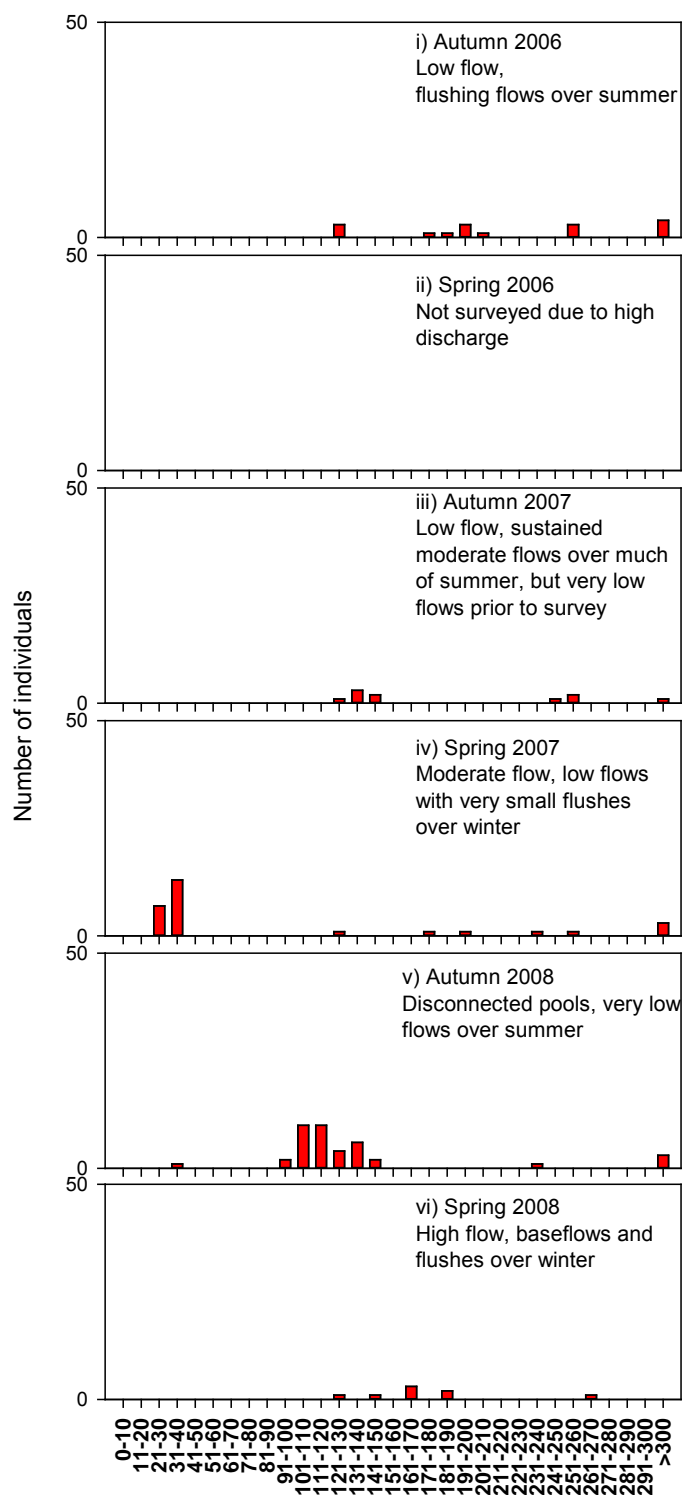 50
i) Autumn 2006
Low flow,
flushing flows over summer
0
50
ii) Spring 2006
Not surveyed due to high
discharge
0
50
iii) Autumn 2007
Low flow, sustained
moderate flows over much
of summer, but very low
flows prior to survey
0
Number of individuals
50
iv) Spring 2007
Moderate flow, low flows
with very small flushes
over winter
0
50
v) Autumn 2008
Disconnected pools, very low
flows over summer
0
50
vi) Spring 2008
High flow, baseflows and
flushes over winter
0
0-10
11-20
21-30
31-40
41-50
51-60
61-70
71-80
81-90
91-100
101-110
111-120
121-130
131-140
141-150
151-160
161-170
171-180
181-190
191-200
201-210
211-220
221-230
231-240
241-250
251-260
261-270
271-280
281-290
291-300
>300